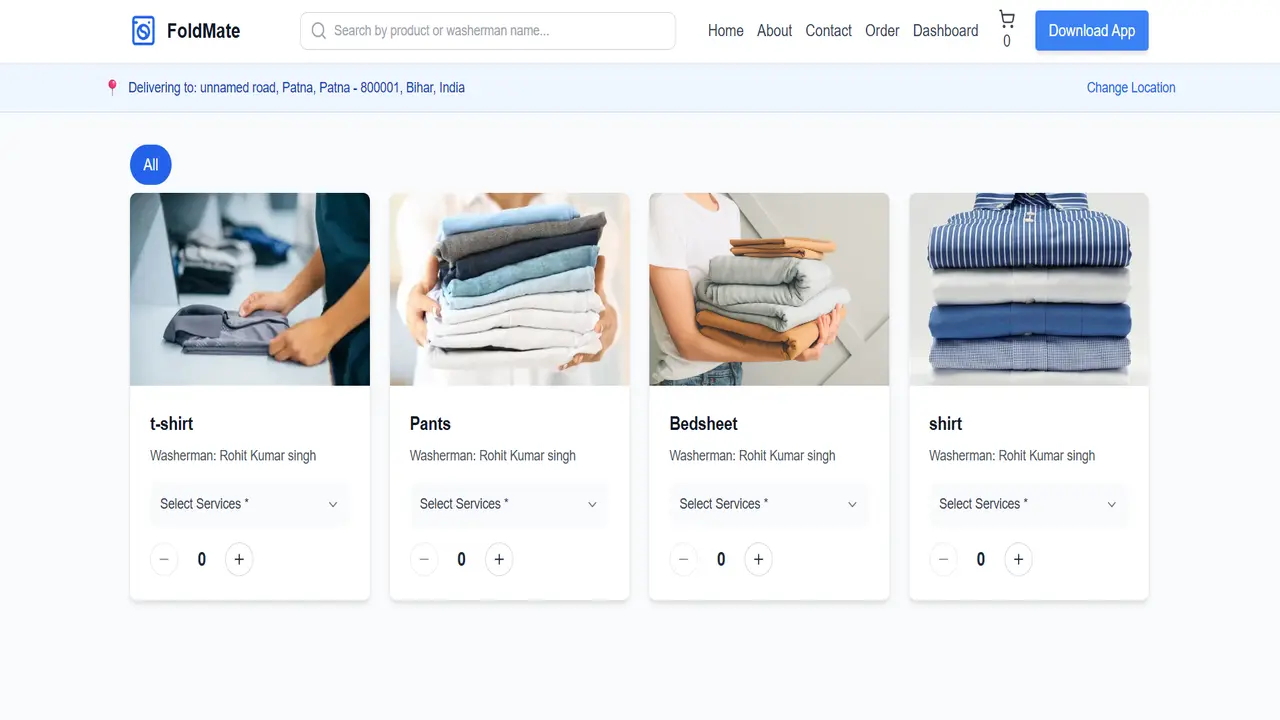 FoldMate
Search by product or washerman name...
Home About Contact Order Dashboard
0
Download App
Delivering to: unnamed road, Patna, Patna - 800001, Bihar, India
Change Location
All
t-shirt
Washerman: Rohit Kumar singh
Select Services *
− 0 +
Pants
Washerman: Rohit Kumar singh
Select Services *
− 0 +
Bedsheet
Washerman: Rohit Kumar singh
Select Services *
− 0 +
shirt
Washerman: Rohit Kumar singh
Select Services *
− 0 +